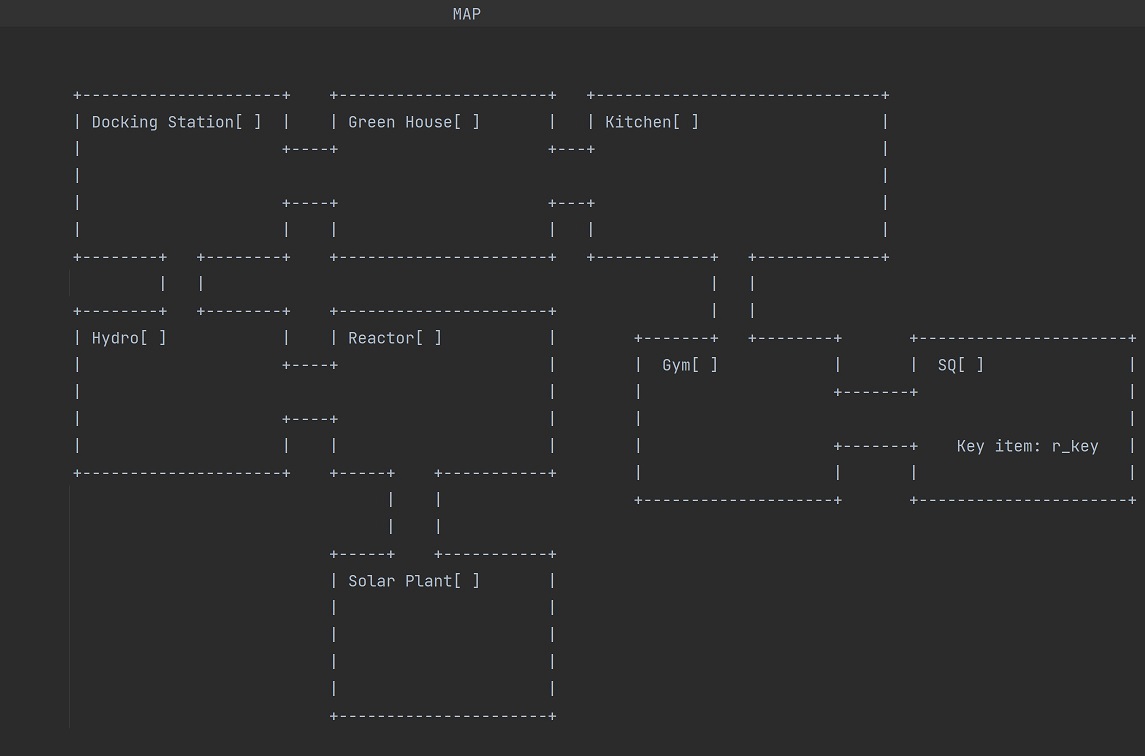 MAP
Docking Station[ ]
Green House[ ]
Kitchen[ ]
Hydro[ ]
Reactor[ ]
Gym[ ]
SQ[ ]
Key item: r_key
Solar Plant[ ]